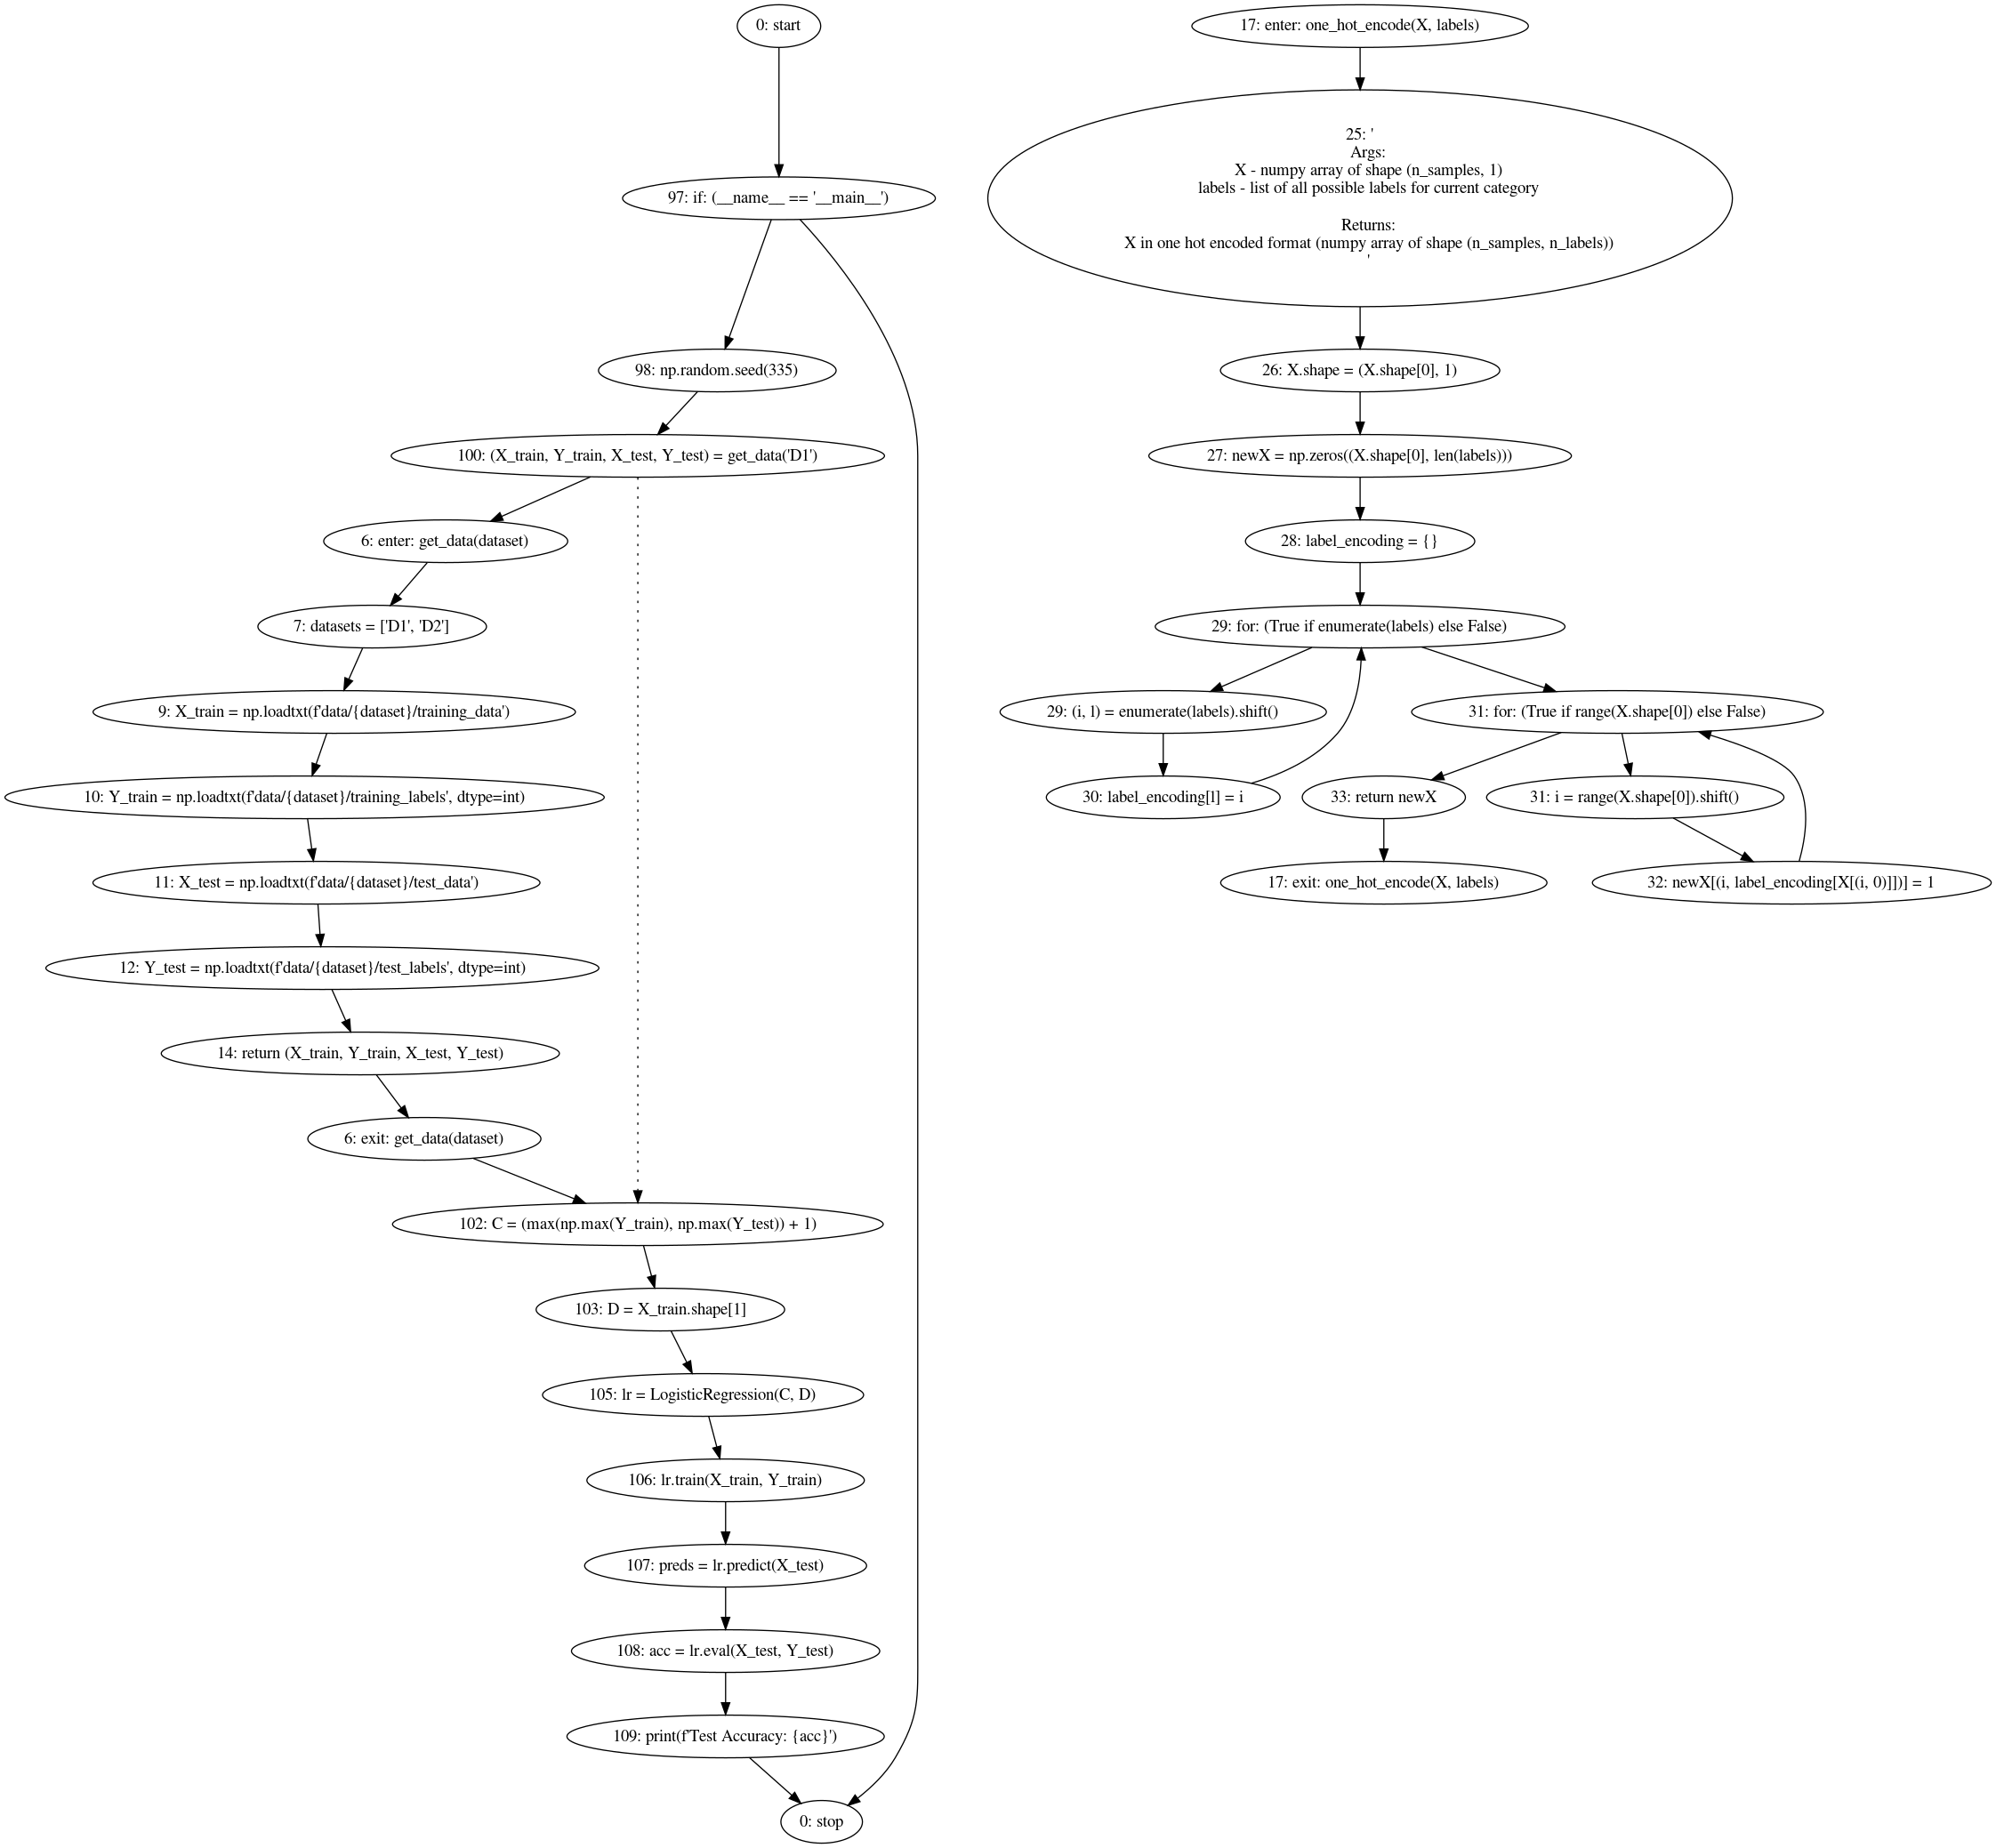 0: start
97: if: (__name__ == '__main__')
98: np.random.seed(335)
100: (X_train, Y_train, X_test, Y_test) = get_data('D1')
6: enter: get_data(dataset)
7: datasets = ['D1', 'D2']
9: X_train = np.loadtxt(f'data/{dataset}/training_data')
10: Y_train = np.loadtxt(f'data/{dataset}/training_labels', dtype=int)
11: X_test = np.loadtxt(f'data/{dataset}/test_data')
12: Y_test = np.loadtxt(f'data/{dataset}/test_labels', dtype=int)
14: return (X_train, Y_train, X_test, Y_test)
6: exit: get_data(dataset)
102: C = (max(np.max(Y_train), np.max(Y_test)) + 1)
103: D = X_train.shape[1]
105: lr = LogisticRegression(C, D)
106: lr.train(X_train, Y_train)
107: preds = lr.predict(X_test)
108: acc = lr.eval(X_test, Y_test)
109: print(f'Test Accuracy: {acc}')
0: stop
17: enter: one_hot_encode(X, labels)
25: '
Args:
X - numpy array of shape (n_samples, 1)
labels - list of all possible labels for current category
Returns:
X in one hot encoded format (numpy array of shape (n_samples, n_labels))
'
26: X.shape = (X.shape[0], 1)
27: newX = np.zeros((X.shape[0], len(labels)))
28: label_encoding = {}
29: for: (True if enumerate(labels) else False)
29: (i, l) = enumerate(labels).shift()
30: label_encoding[l] = i
31: for: (True if range(X.shape[0]) else False)
33: return newX
31: i = range(X.shape[0]).shift()
17: exit: one_hot_encode(X, labels)
32: newX[(i, label_encoding[X[(i, 0)]])] = 1